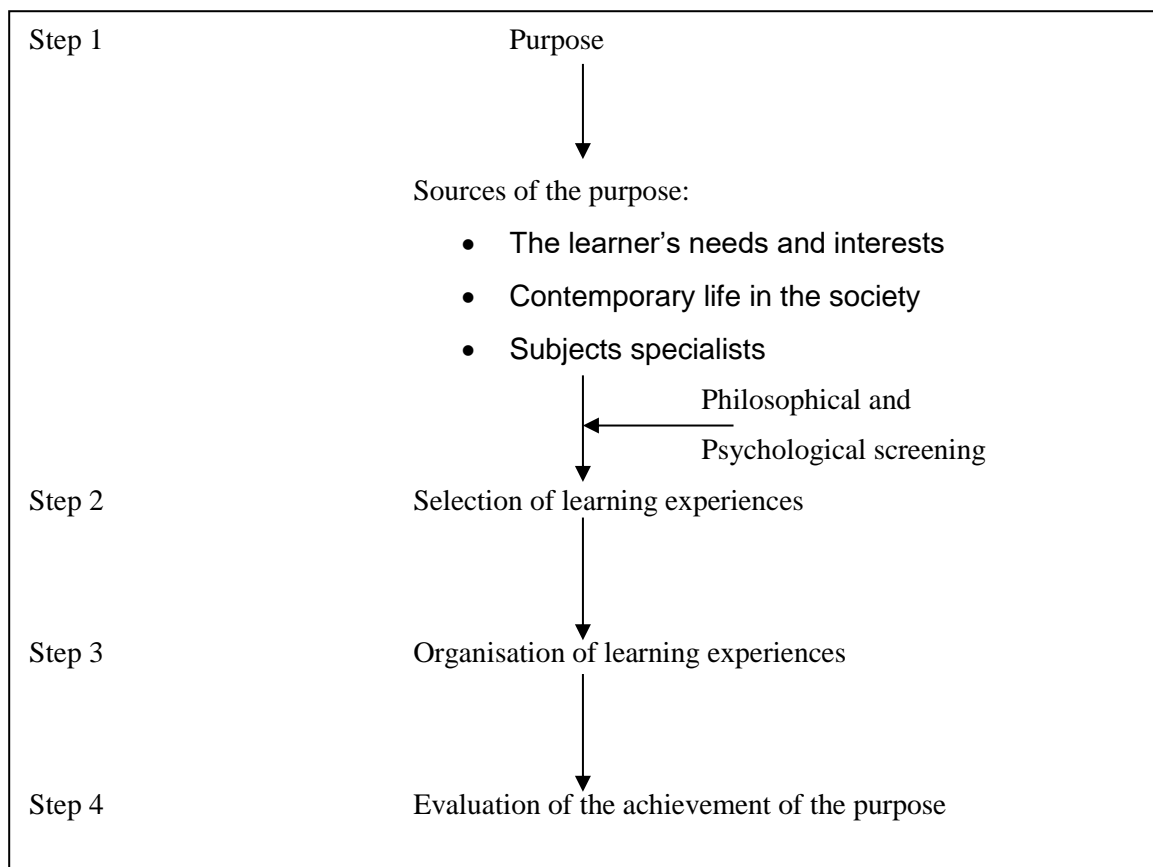 Step 1 Purpose
Sources of the purpose:
• The learner’s needs and interests
• Contemporary life in the society
• Subjects specialists
Philosophical and
Psychological screening
Step 2 Selection of learning experiences
Step 3 Organisation of learning experiences
Step 4 Evaluation of the achievement of the purpose